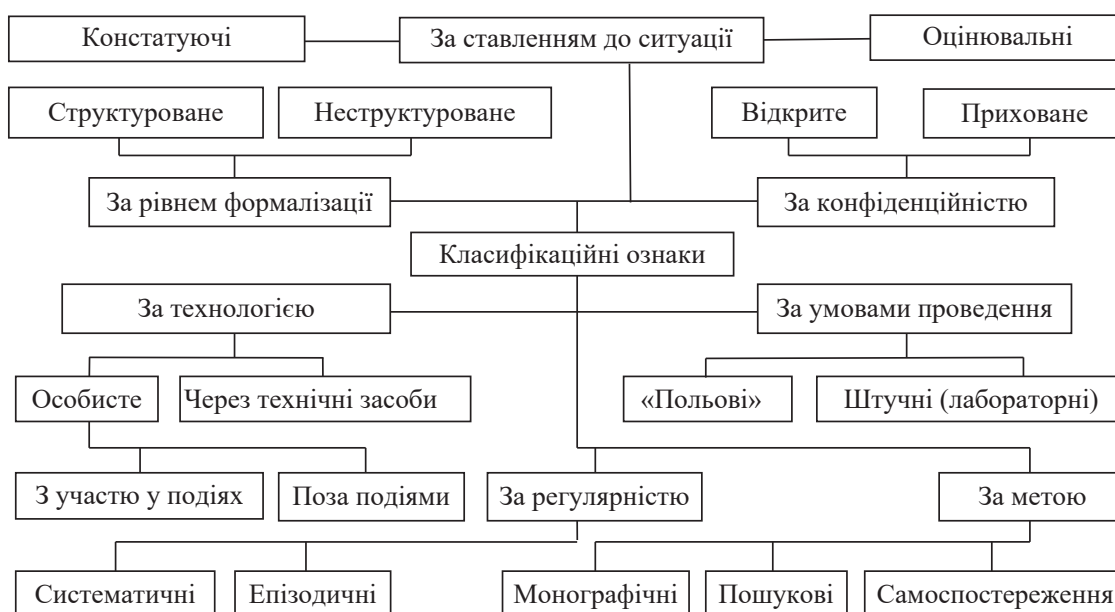 Констатуючі
За ставленням до ситуації
Оцінювальні
Структуроване
Неструктуроване
Відкрите
Приховане
За рівнем формалізації
За конфіденційністю
Класифікаційні ознаки
За технологією
За умовами проведення
Особисте
Через технічні засоби
«Польові»
Штучні (лабораторні)
З участю у подіях
Поза подіями
За регулярністю
За метою
Систематичні
Епізодичні
Монографічні
Пошукові
Самоспостереження